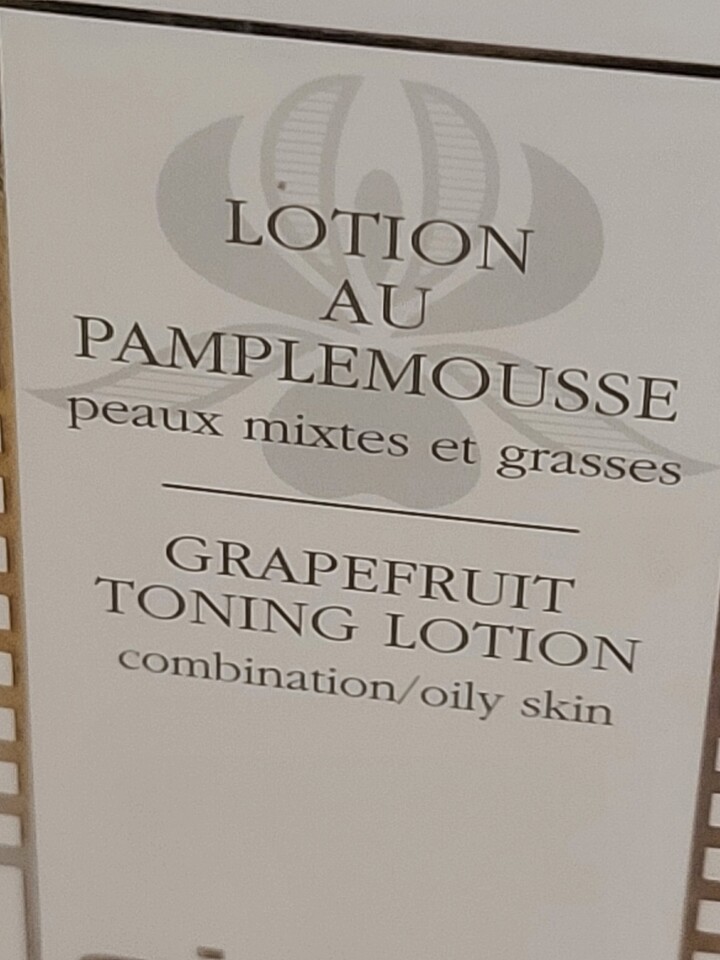 LOTION
AU
PAMPLEMOUSSE
peaux mixtes et grasses
GRAPEFRUIT
TONING LOTION
combination/oily skin